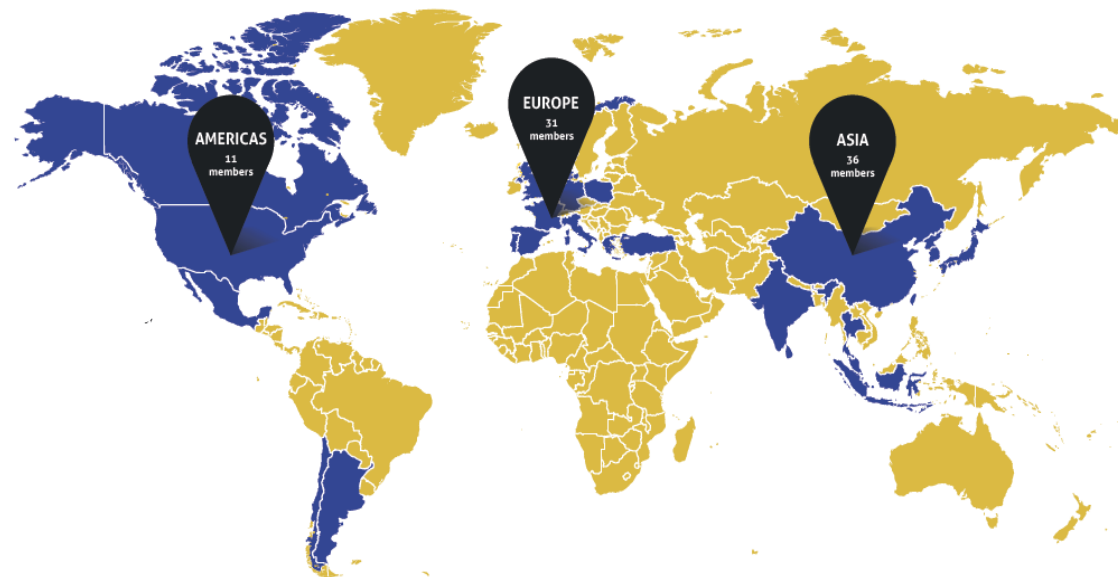 AMERICAS
11
members
EUROPE
31
members
ASIA
36
members